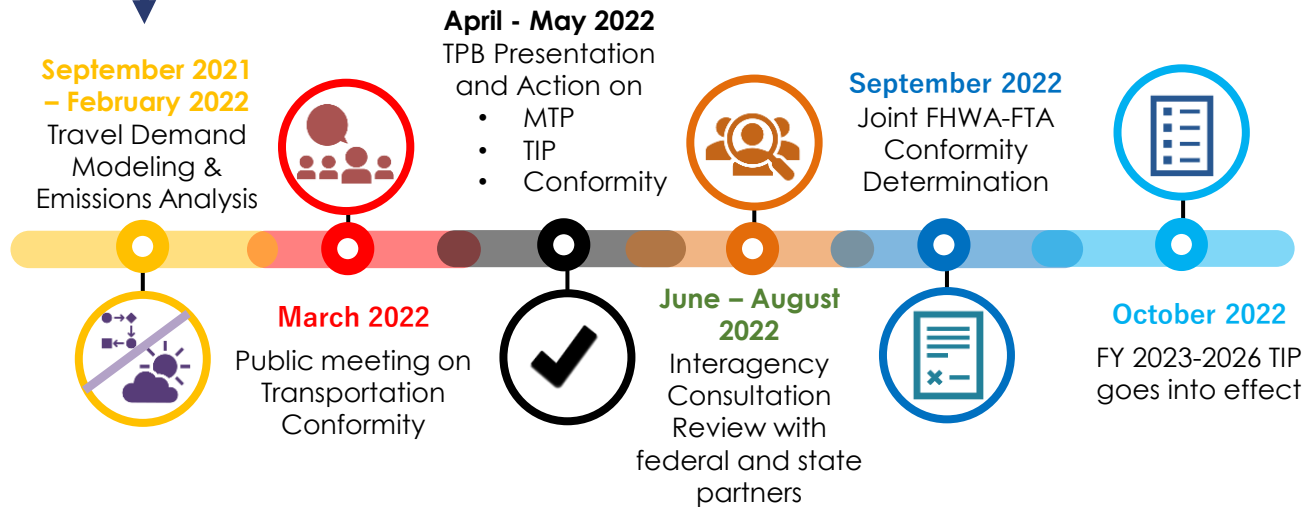 September 2021
– February 2022
Travel Demand
Modeling &
Emissions Analysis
March 2022
Public meeting on
Transportation
Conformity
April - May 2022
TPB Presentation
and Action on
• MTP
• TIP
• Conformity
June – August
2022
Interagency
Consultation
Review with
federal and state
partners
September 2022
Joint FHWA-FTA
Conformity
Determination
October 2022
FY 2023-2026 TIP
goes into effect